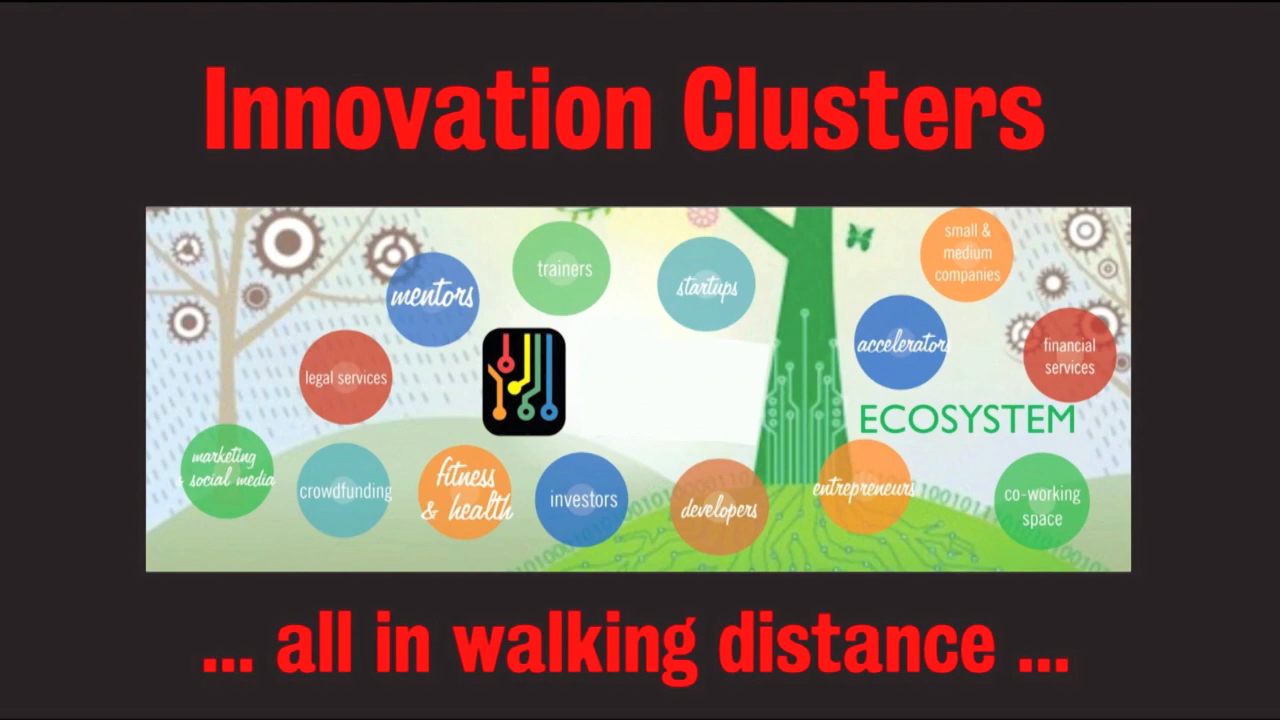 Innovation Clusters
small &
medium
companies
trainers
startups
mentors
accelerators
financial
services
legal services
ECOSYSTEM
marketing
& social media
crowdfunding
fitness
& health
investors
developers
entrepreneurs
co-working
space
... all in walking distance ...